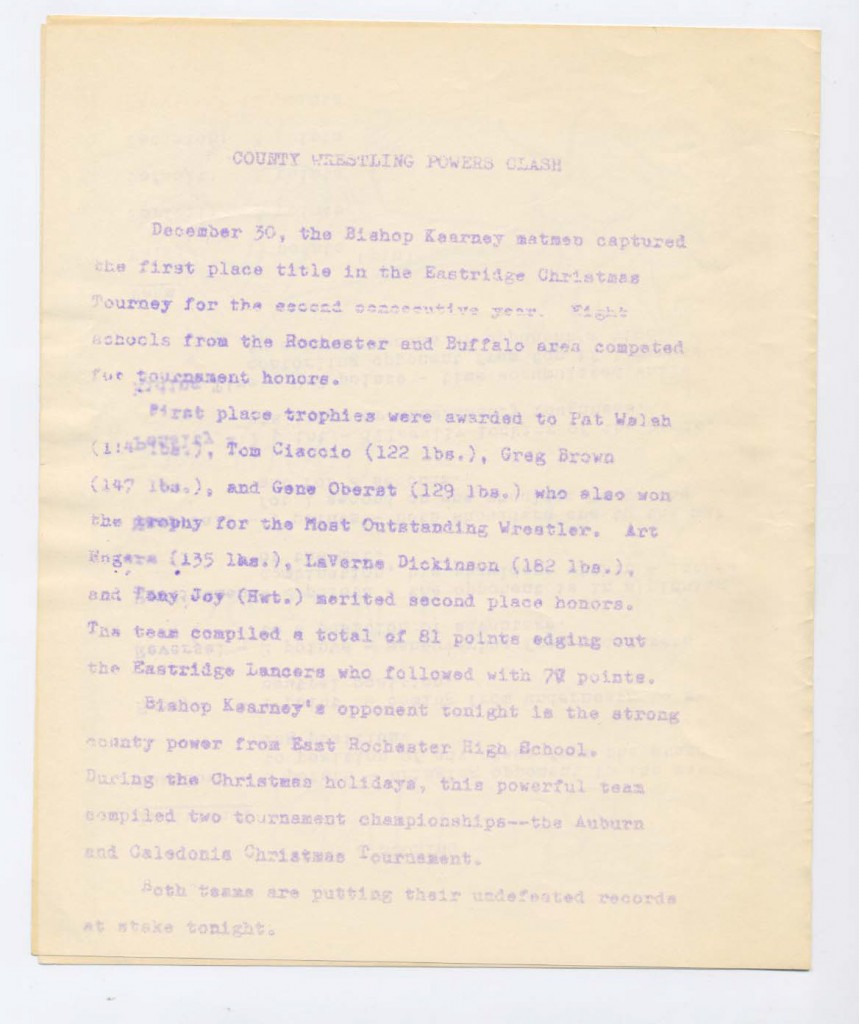 COUNTY WRESTLING POWERS CLASH
December 30, the Bishop Kearney matmen captured
the first place title in the Eastridge Christmas
Tourney for the second consecutive year. Eight
schools from the Rochester and Buffalo area competed
for tournament honors.
First place trophies were awarded to Pat Walsh
(114 lbs.), Tom Ciaccio (122 lbs.), Greg Brown
(147 lbs.), and Gene Oberst (129 lbs.) who also won
the trophy for the Most Outstanding Wrestler. Art
(135 lbs.), LaVerne Dickinson (182 lbs.),
and Tony Joy (Hwt.) merited second place honors.
The team compiled a total of 81 points edging out
the Eastridge Lancers who followed with points.
Bishop Kearney's opponent tonight is the strong
county power from East Rochester High School.
During the Christmas holidays, this powerful team
compiled two tournament championships--the Auburn
and Caledonia Christmas Tournament.
Both teams are putting their undefeated records
at stake tonight.